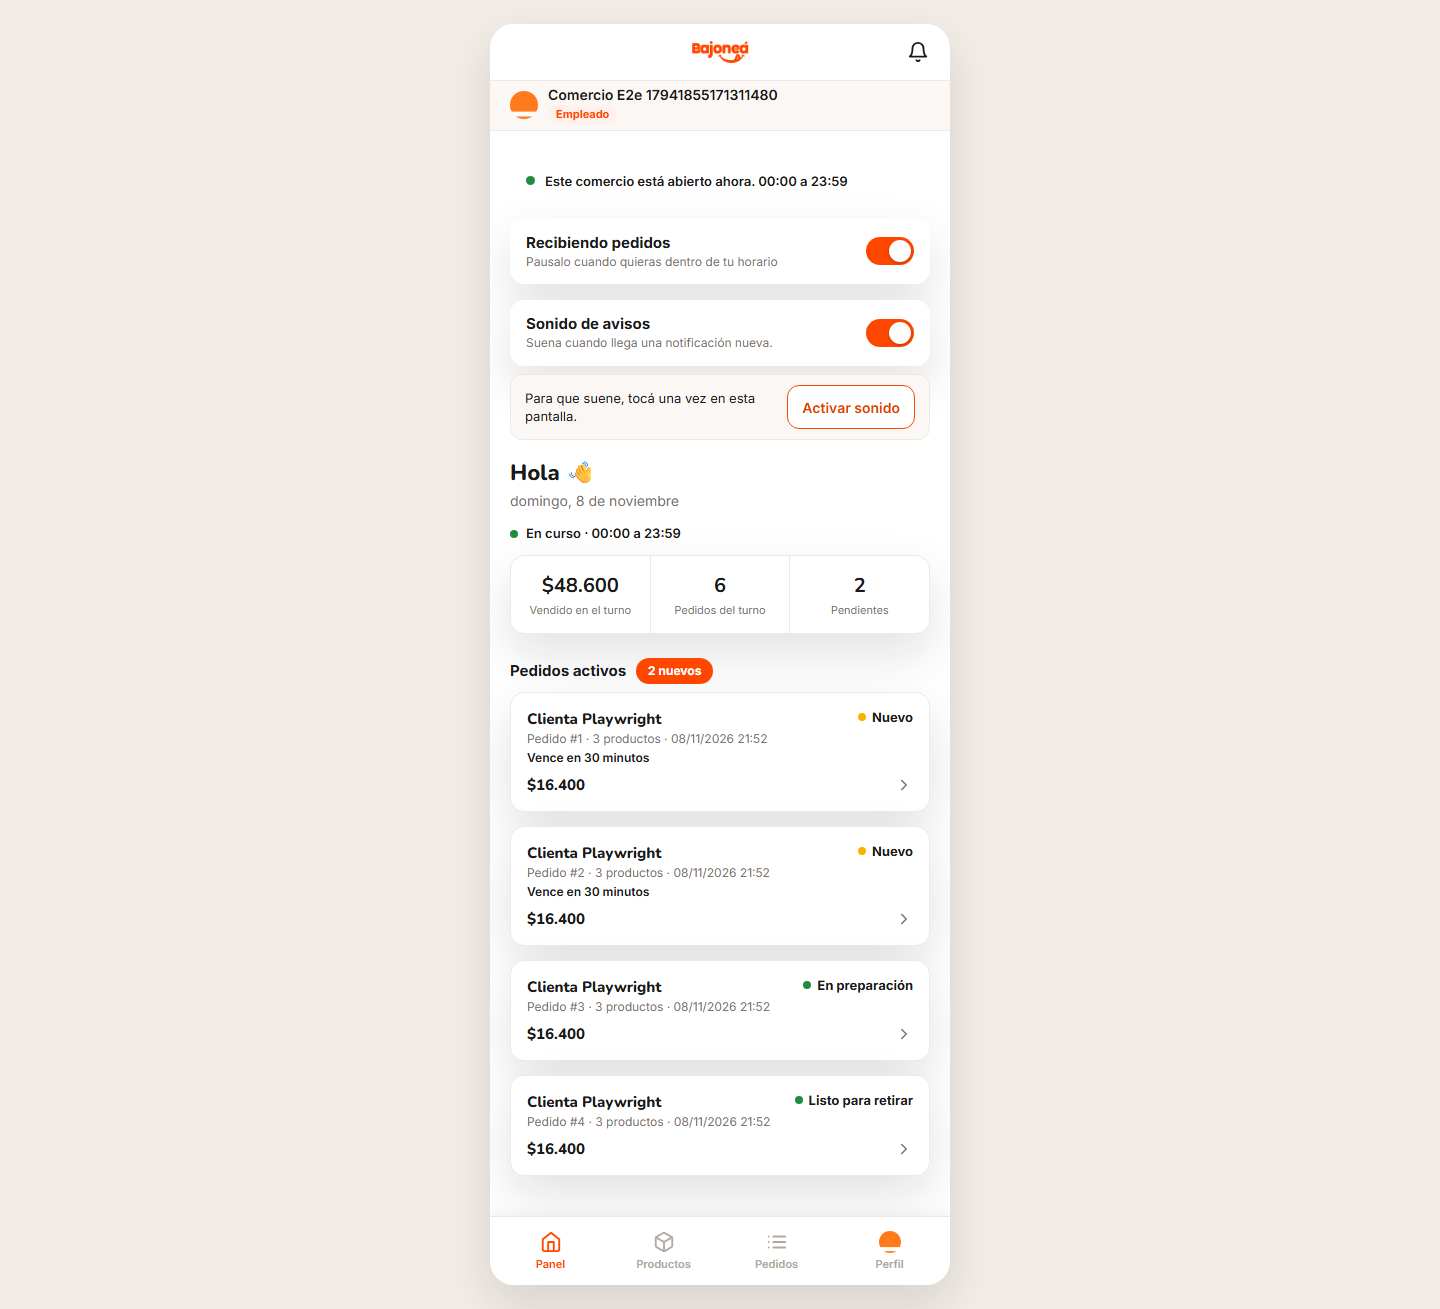 Bajoneá
Comercio E2e 17941855171311480
Empleado
Este comercio está abierto ahora. 00:00 a 23:59
Recibiendo pedidos
Pausalo cuando quieras dentro de tu horario
Sonido de avisos
Suena cuando llega una notificación nueva.
Para que suene, tocá una vez en esta
pantalla.
Activar sonido
Hola 👋
domingo, 8 de noviembre
En curso · 00:00 a 23:59
$48.600
Vendido en el turno
6
Pedidos del turno
2
Pendientes
Pedidos activos
2 nuevos
Clienta Playwright
Nuevo
Pedido #1 · 3 productos · 08/11/2026 21:52
Vence en 30 minutos
$16.400
Clienta Playwright
Nuevo
Pedido #2 · 3 productos · 08/11/2026 21:52
Vence en 30 minutos
$16.400
Clienta Playwright
En preparación
Pedido #3 · 3 productos · 08/11/2026 21:52
$16.400
Clienta Playwright
Listo para retirar
Pedido #4 · 3 productos · 08/11/2026 21:52
$16.400
Panel
Productos
Pedidos
Perfil